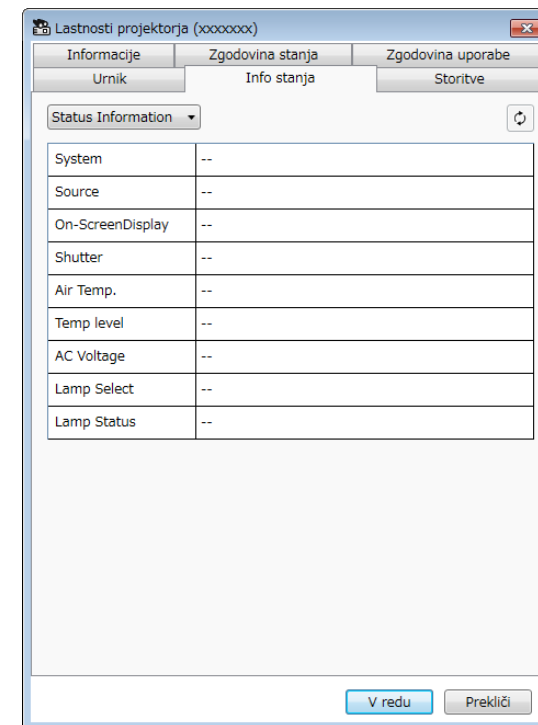 Lastnosti projektorja (xxxxxxx)
Informacije Zgodovina stanja Zgodovina uporabe
Urnik Info stanja Storitve
Status Information
System --
Source --
On-ScreenDisplay --
Shutter --
Air Temp. --
Temp level --
AC Voltage --
Lamp Select --
Lamp Status --
V redu Prekliči